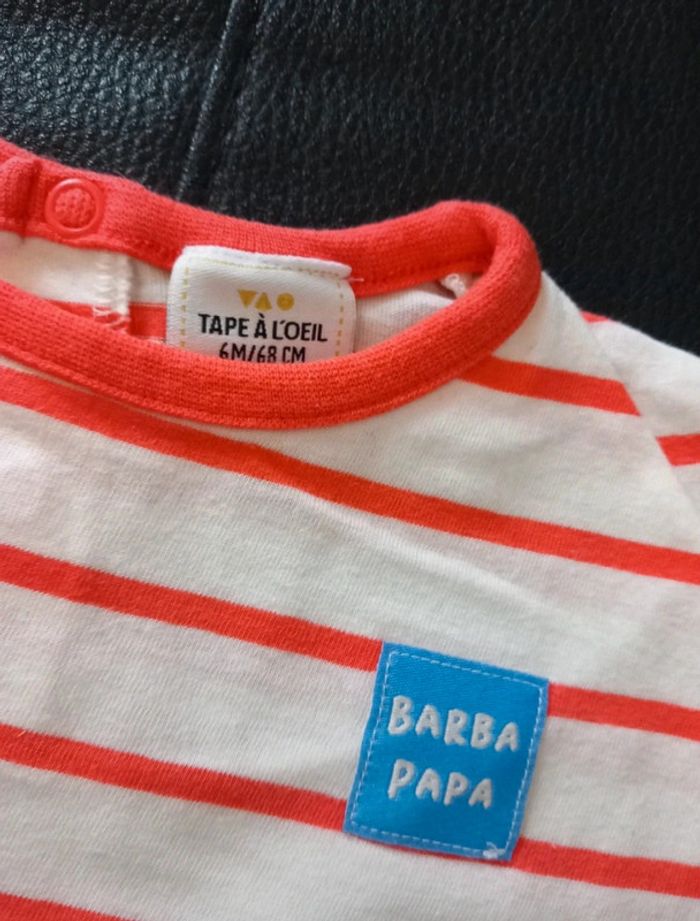 TAPE À L'OEIL
6M/68 CM
BARBA
PAPA